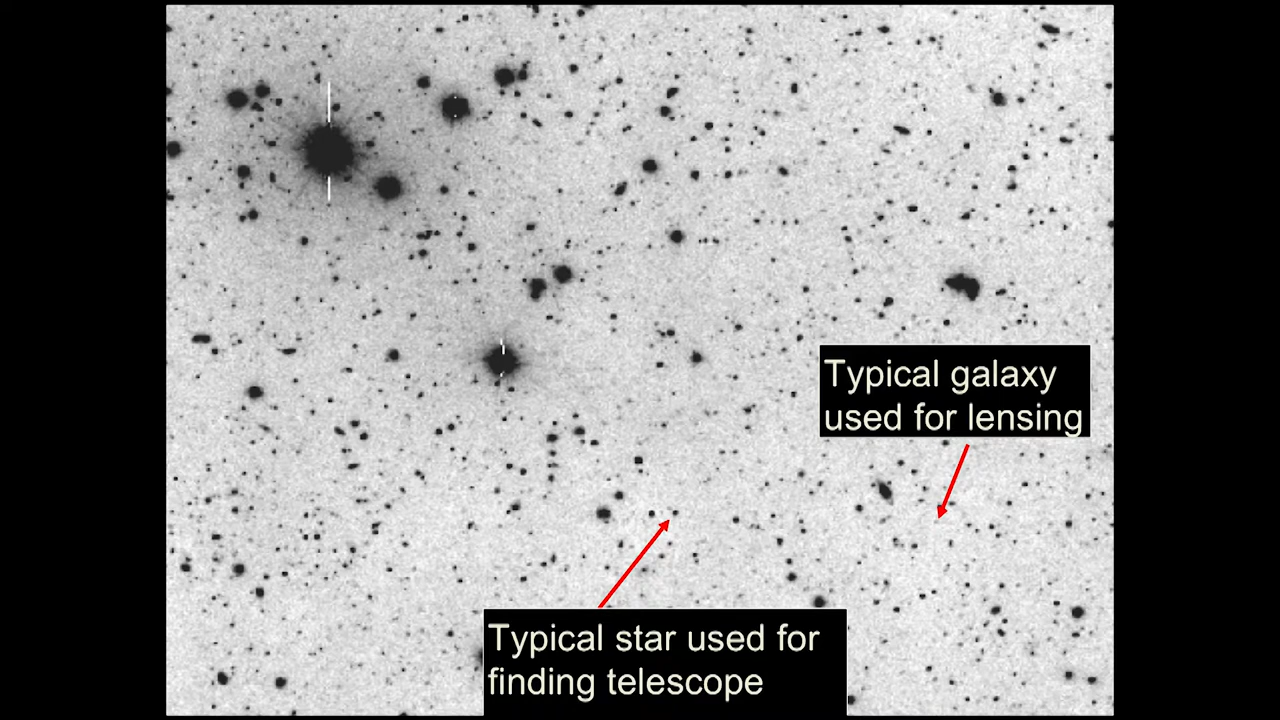 Typical galaxy
used for lensing
Typical star used for
finding telescope